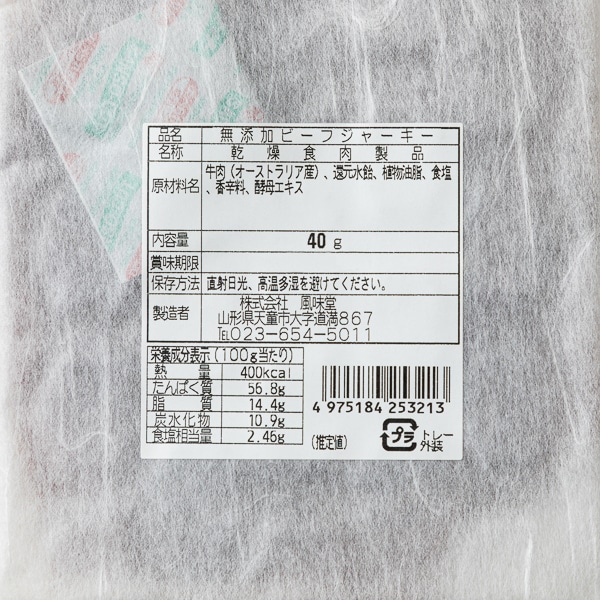 品名 無添加ビーフジャーキー
名称 乾燥食肉製品
原材料名 牛肉(オーストラリア産)、還元水飴、植物油脂、食塩
、香辛料、酵母エキス
内容量 40g
賞味期限
保存方法 直射日光、高温多湿を避けてください。
製造者 株式会社 風味堂
山形県天童市大字道満867
TEL023-654-5011
栄養成分表示(100g当たり)
熱量 400kcal
たんぱく質 56.8g
脂質 14.4g
炭水化物 10.9g
食塩相当量 2.46g
(推定値)
4 975184 253213
プラ トレー
外装